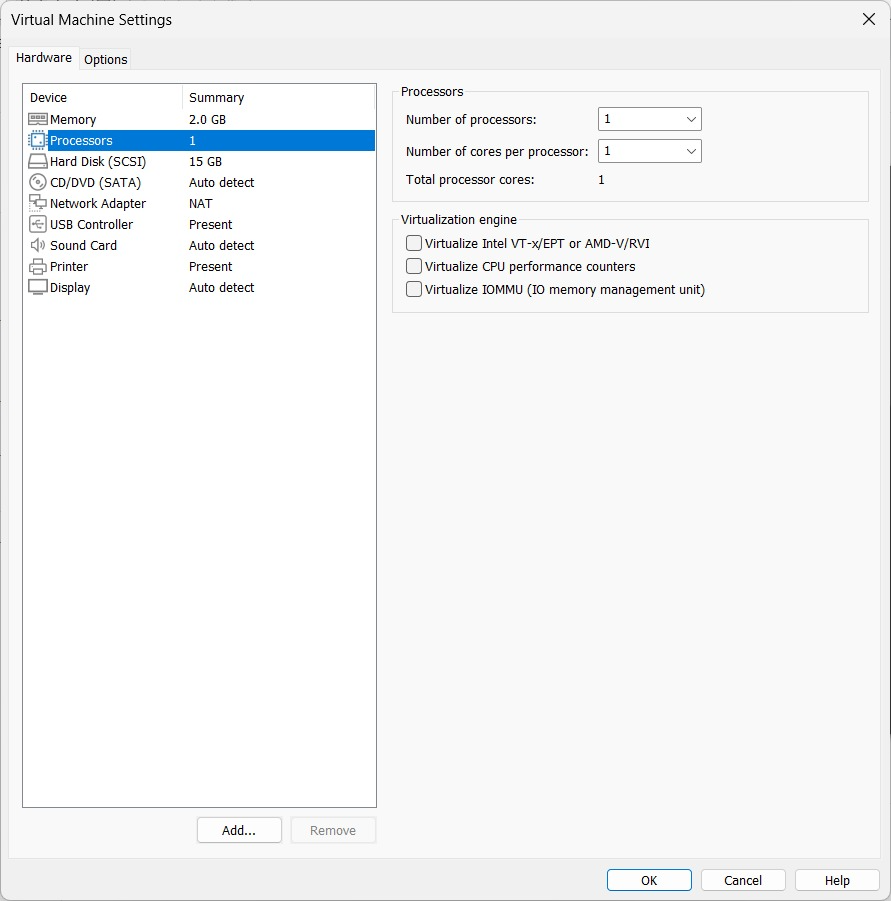 Virtual Machine Settings
Hardware Options
Device Summary
Memory 2.0 GB
Processors 1
Hard Disk (SCSI) 15 GB
CD/DVD (SATA) Auto detect
Network Adapter NAT
USB Controller Present
Sound Card Auto detect
Printer Present
Display Auto detect
Add... Remove
Processors
Number of processors: 1
Number of cores per processor: 1
Total processor cores: 1
Virtualization engine
Virtualize Intel VT-x/EPT or AMD-V/RVI
Virtualize CPU performance counters
Virtualize IOMMU (IO memory management unit)
OK Cancel Help